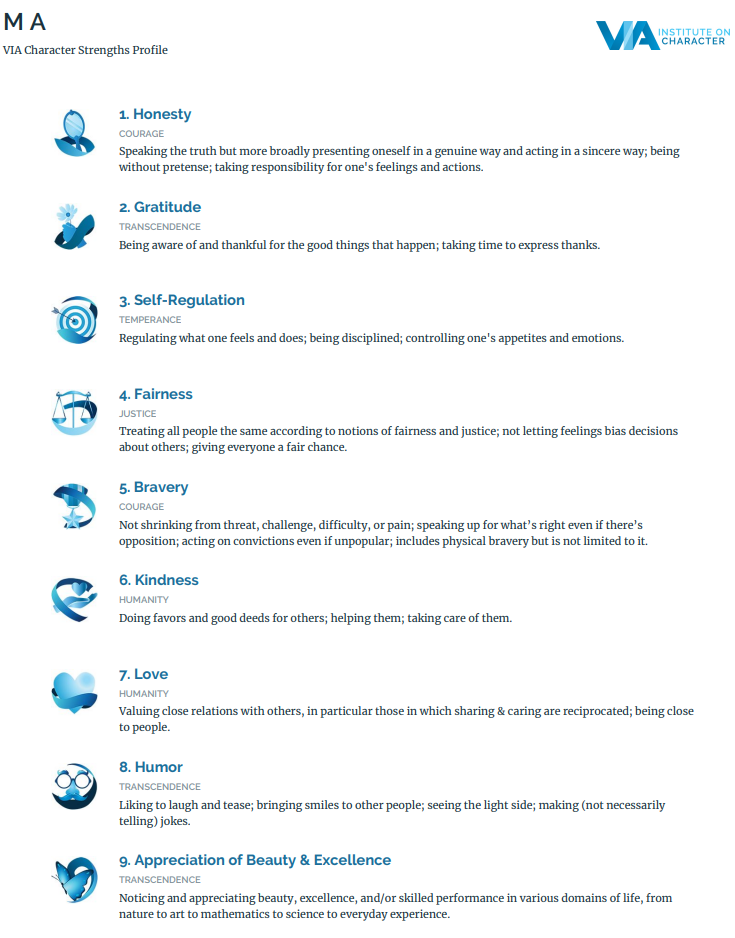 M A
VIA INSTITUTE ON
CHARACTER
VIA Character Strengths Profile
1. Honesty
COURAGE
Speaking the truth but more broadly presenting oneself in a genuine way and acting in a sincere way; being
without pretense; taking responsibility for one's feelings and actions.
2. Gratitude
TRANSCENDENCE
Being aware of and thankful for the good things that happen; taking time to express thanks.
3. Self-Regulation
TEMPERANCE
Regulating what one feels and does; being disciplined; controlling one's appetites and emotions.
4. Fairness
JUSTICE
Treating all people the same according to notions of fairness and justice; not letting feelings bias decisions
about others; giving everyone a fair chance.
5. Bravery
COURAGE
Not shrinking from threat, challenge, difficulty, or pain; speaking up for what’s right even if there’s
opposition; acting on convictions even if unpopular; includes physical bravery but is not limited to it.
6. Kindness
HUMANITY
Doing favors and good deeds for others; helping them; taking care of them.
7. Love
HUMANITY
Valuing close relations with others, in particular those in which sharing & caring are reciprocated; being close
to people.
8. Humor
TRANSCENDENCE
Liking to laugh and tease; bringing smiles to other people; seeing the light side; making (not necessarily
telling) jokes.
9. Appreciation of Beauty & Excellence
TRANSCENDENCE
Noticing and appreciating beauty, excellence, and/or skilled performance in various domains of life, from
nature to art to mathematics to science to everyday experience.